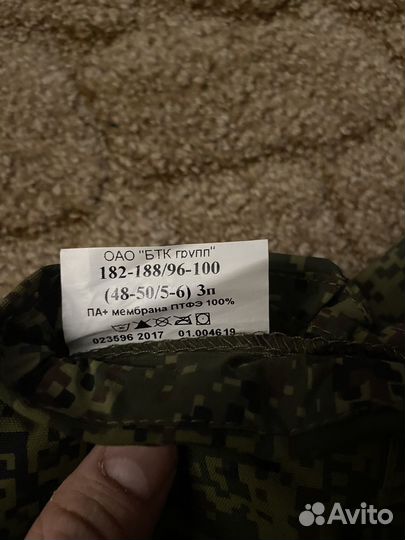 ОАО "БТК групп"
182-188/96-100
(48-50/5-6) 3п
ПА+ мембрана ПТФЭ 100%
023596 2017 01.004619
Avito